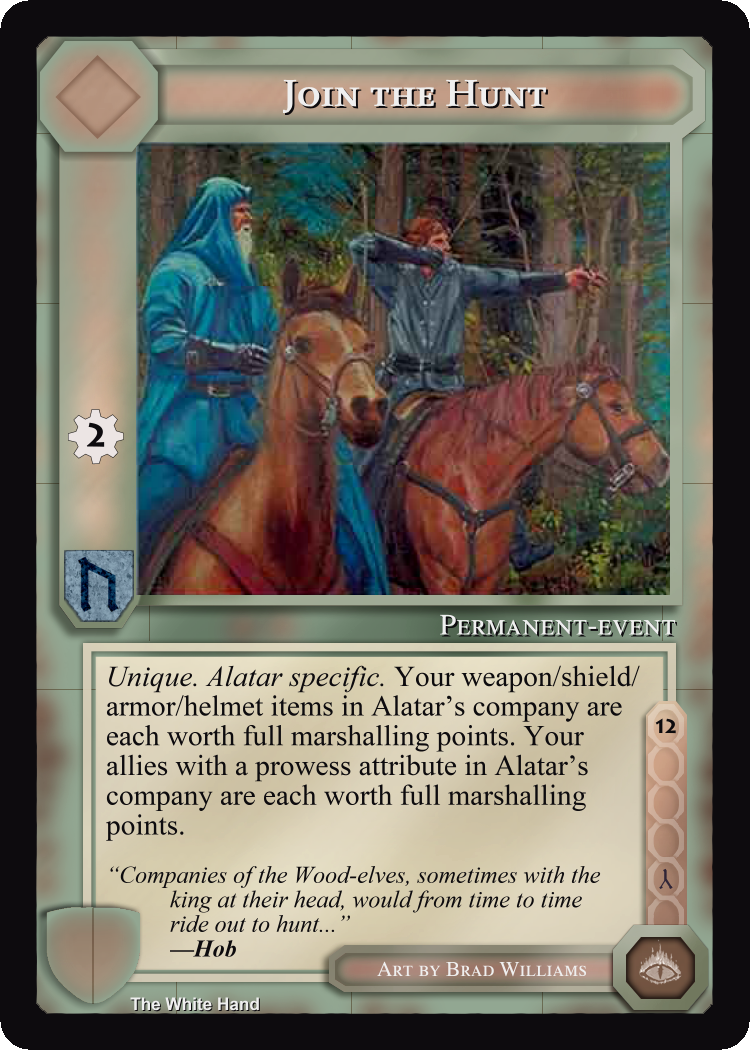 Join the Hunt
2
Permanent-event
Unique. Alatar specific. Your weapon/shield/
armor/helmet items in Alatar's company are
each worth full marshalling points. Your
allies with a prowess attribute in Alatar's
company are each worth full marshalling
points.
12
“Companies of the Wood-elves, sometimes with the
king at their head, would from time to time
ride out to hunt...”
—Hob
Art by Brad Williams
The White Hand